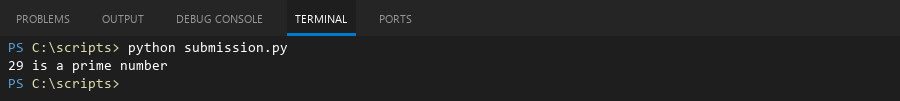 PROBLEMS OUTPUT DEBUG CONSOLE TERMINAL PORTS
PS C:\scripts> python submission.py
29 is a prime number
PS C:\scripts>